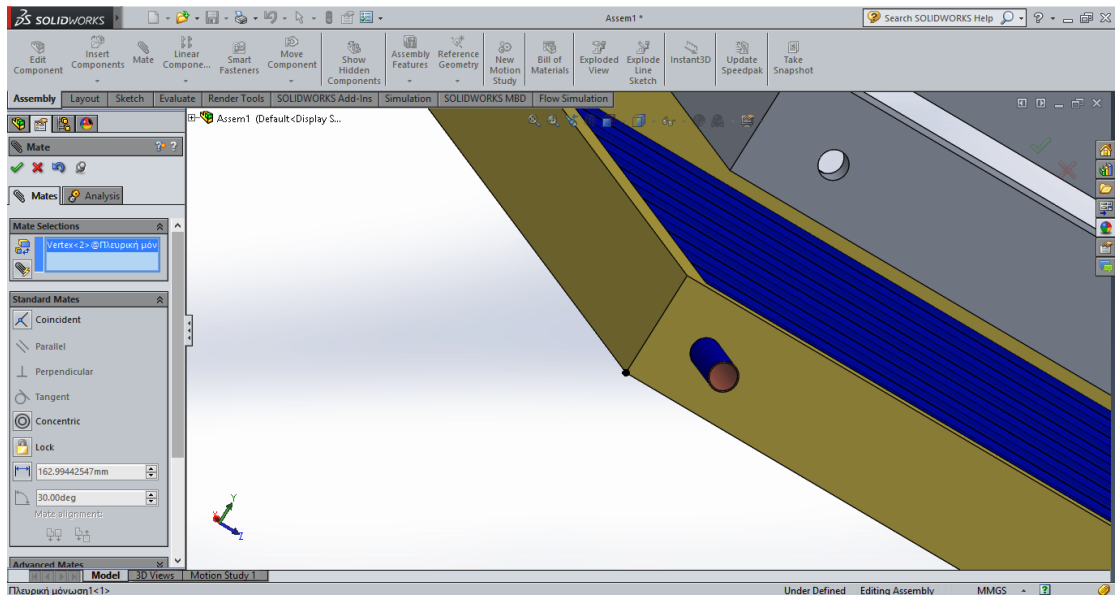 SOLIDWORKS
Assem1 *
Search SOLIDWORKS Help
Edit Component
Insert Components
Mate
Linear Compone...
Smart Fasteners
Move Component
Show Hidden Components
Assembly Features
Reference Geometry
New Motion Study
Bill of Materials
Exploded View
Explode Line Sketch
Instant3D
Update Speedpak
Take Snapshot
Assembly Layout Sketch Evaluate Render Tools SOLIDWORKS Add-Ins Simulation SOLIDWORKS MBD Flow Simulation
Assem1 (Default<Display S...
Mate
Mates Analysis
Mate Selections
Vertex<2>@Πλευρική μόν
Standard Mates
Coincident
Parallel
Perpendicular
Tangent
Concentric
Lock
162.99442547mm
30.00deg
Mate alignment:
Advanced Mates
Y
X
Z
Model 3D Views Motion Study 1
Πλευρική μόνωση1<1>
Under Defined Editing Assembly MMGS